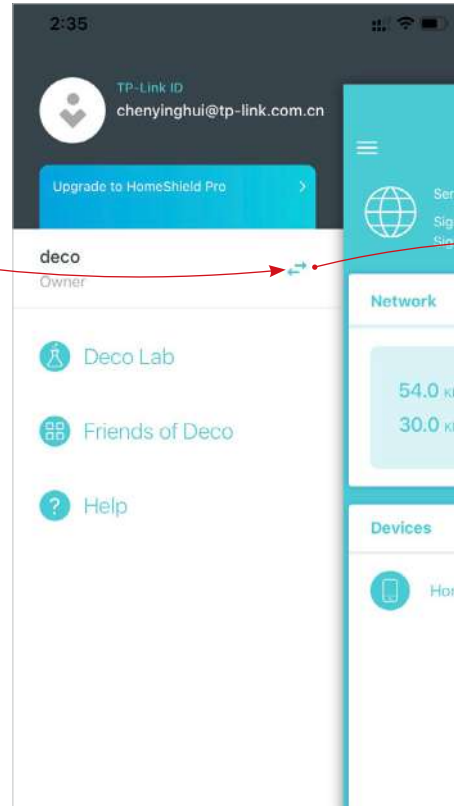 2:35
TP-Link ID
chenyinghui@tp-link.com.cn
Upgrade to HomeShield Pro
deco
Owner
Deco Lab
Friends of Deco
Help
Network
54.0
30.0
Devices